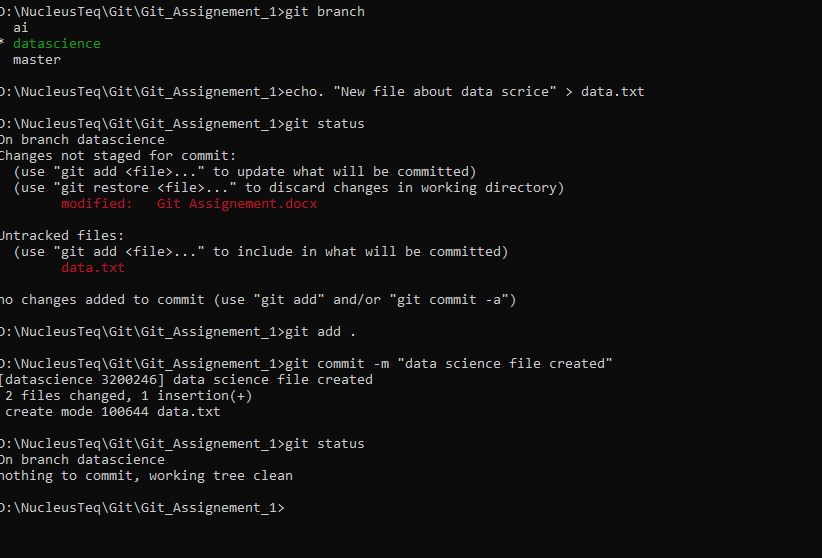 D:\NucleusTeq\Git\Git_Assignement_1>git branch
ai
* datascience
master
D:\NucleusTeq\Git\Git_Assignement_1>echo. "New file about data scrice" > data.txt
D:\NucleusTeq\Git\Git_Assignement_1>git status
On branch datascience
Changes not staged for commit:
(use "git add <file>..." to update what will be committed)
(use "git restore <file>..." to discard changes in working directory)
modified:   Git Assignement.docx
Untracked files:
(use "git add <file>..." to include in what will be committed)
data.txt
no changes added to commit (use "git add" and/or "git commit -a")
D:\NucleusTeq\Git\Git_Assignement_1>git add .
D:\NucleusTeq\Git\Git_Assignement_1>git commit -m "data science file created"
[datascience 3200246] data science file created
2 files changed, 1 insertion(+)
create mode 100644 data.txt
D:\NucleusTeq\Git\Git_Assignement_1>git status
On branch datascience
nothing to commit, working tree clean
D:\NucleusTeq\Git\Git_Assignement_1>